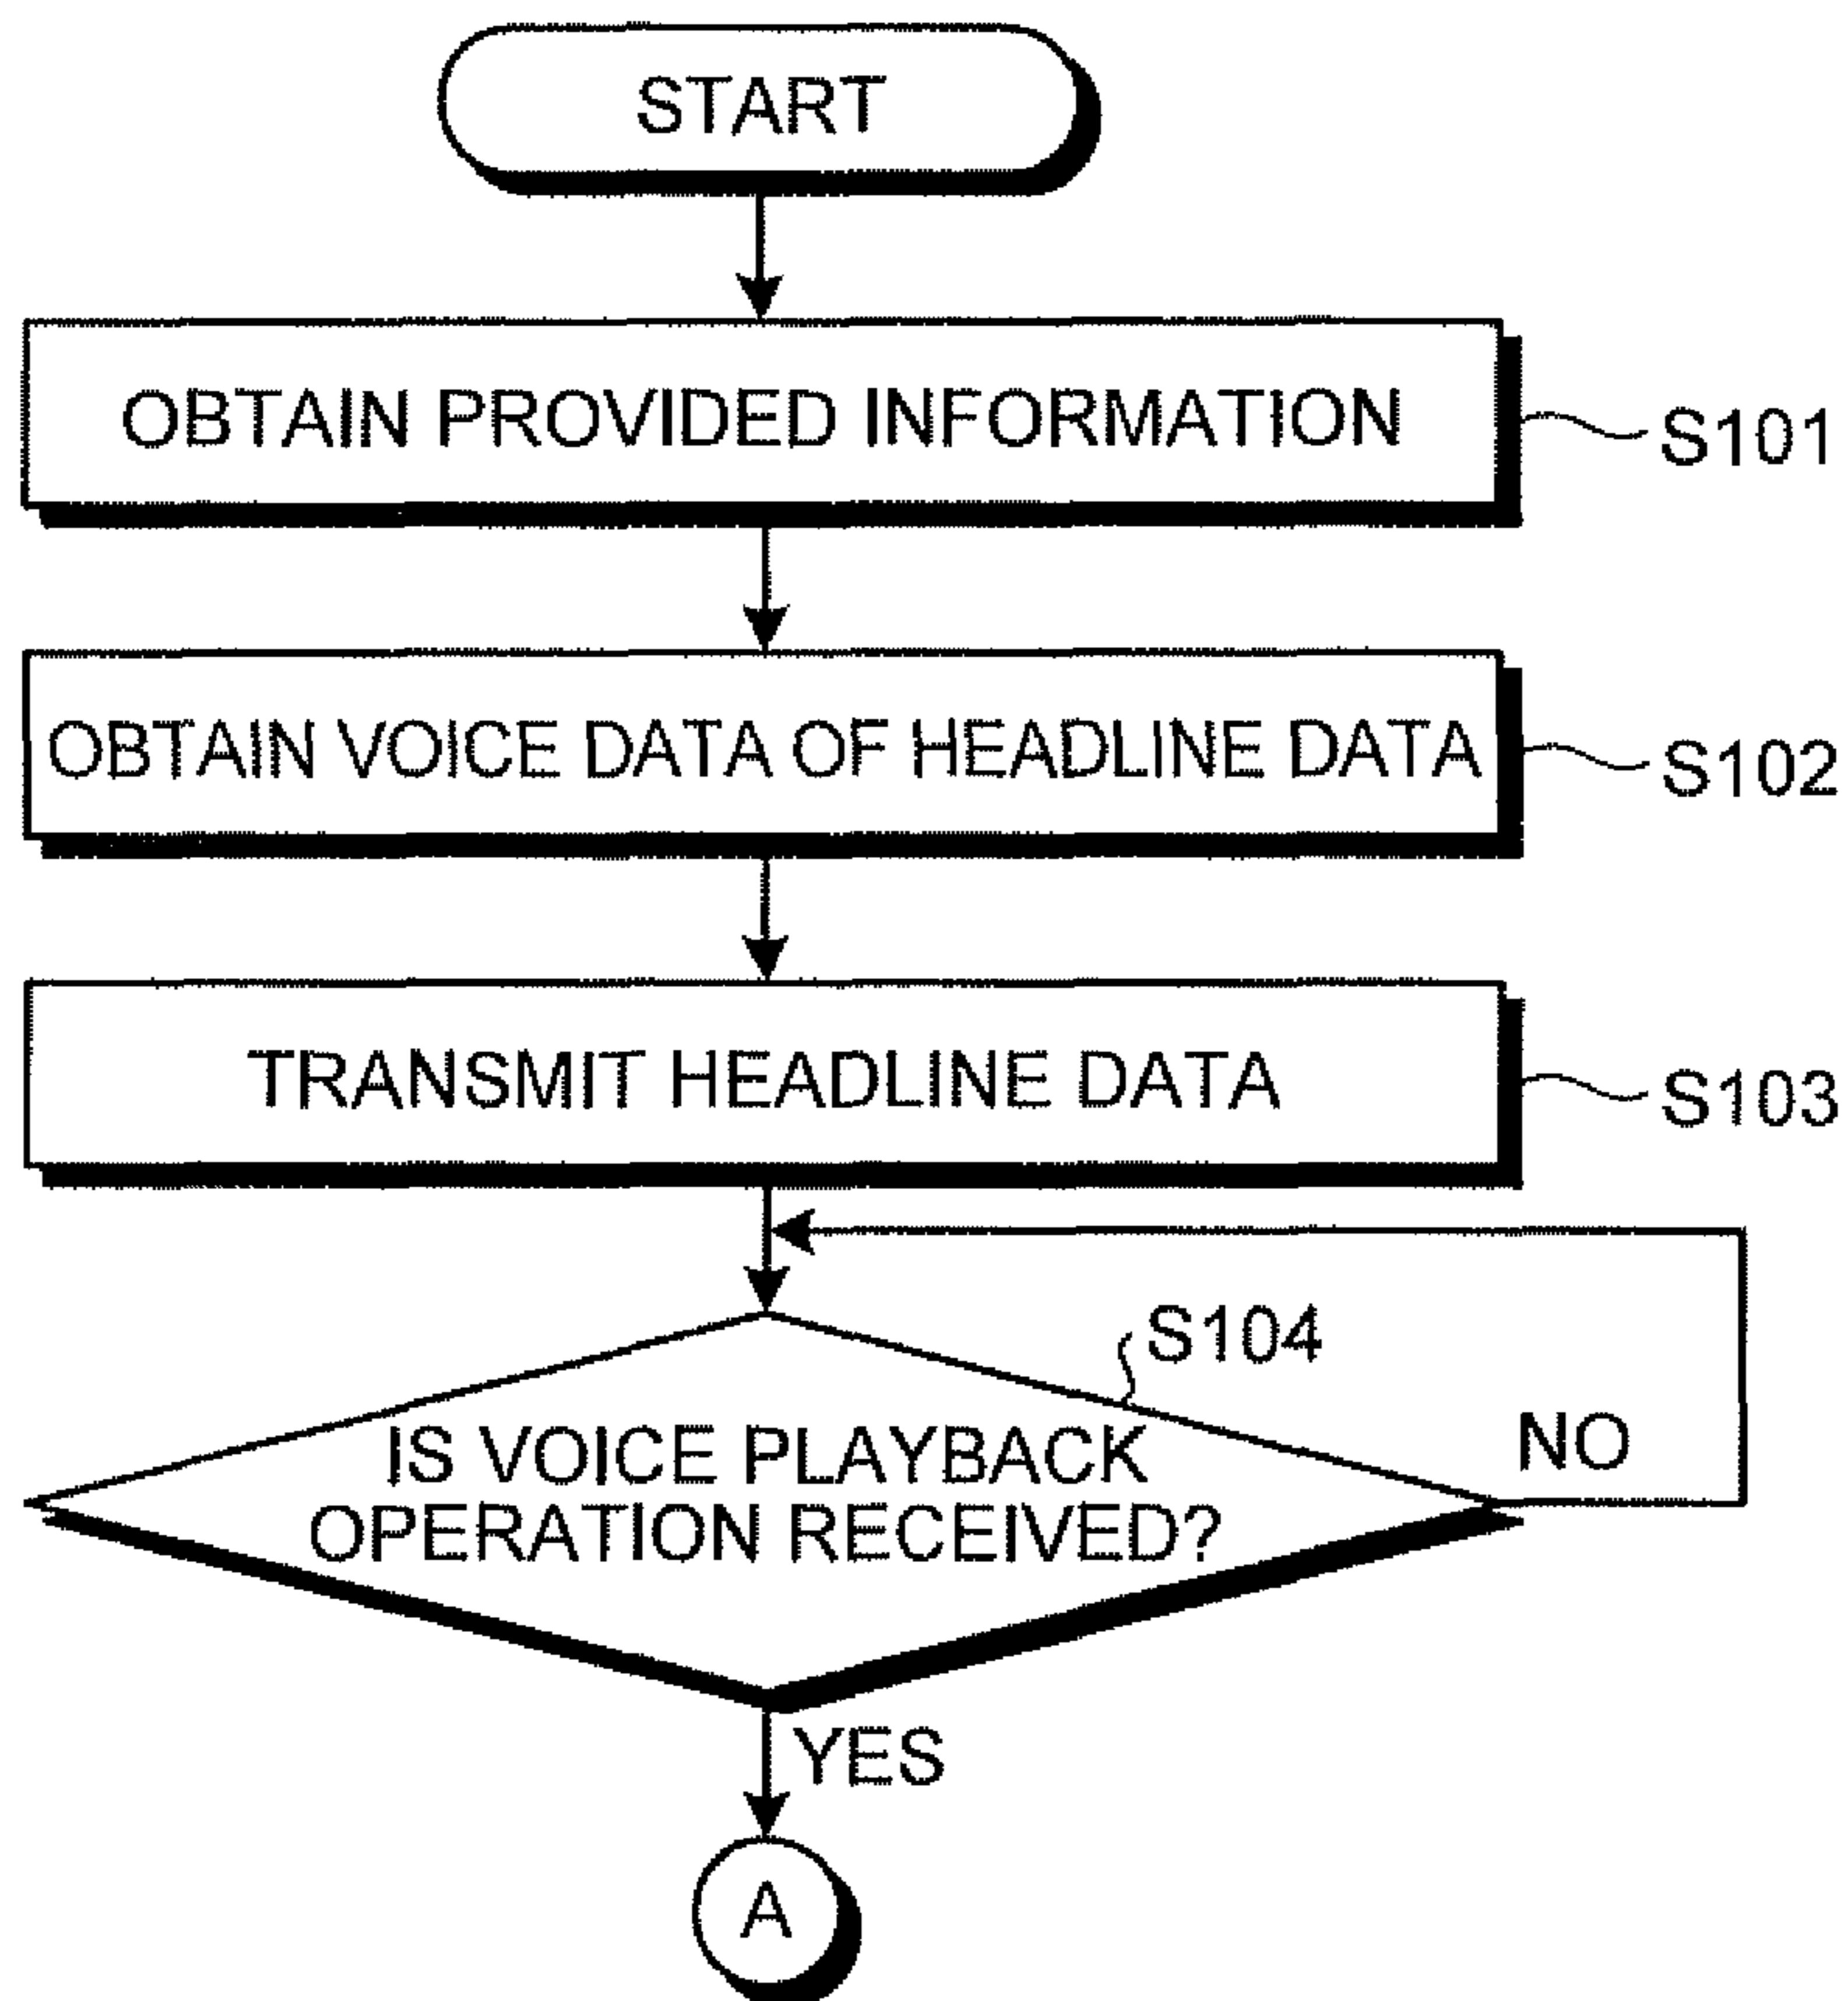 START
OBTAIN PROVIDED INFORMATION
S101
OBTAIN VOICE DATA OF HEADLINE DATA
S102
TRANSMIT HEADLINE DATA
S103
S104
IS VOICE PLAYBACK
OPERATION RECEIVED?
NO
YES
A